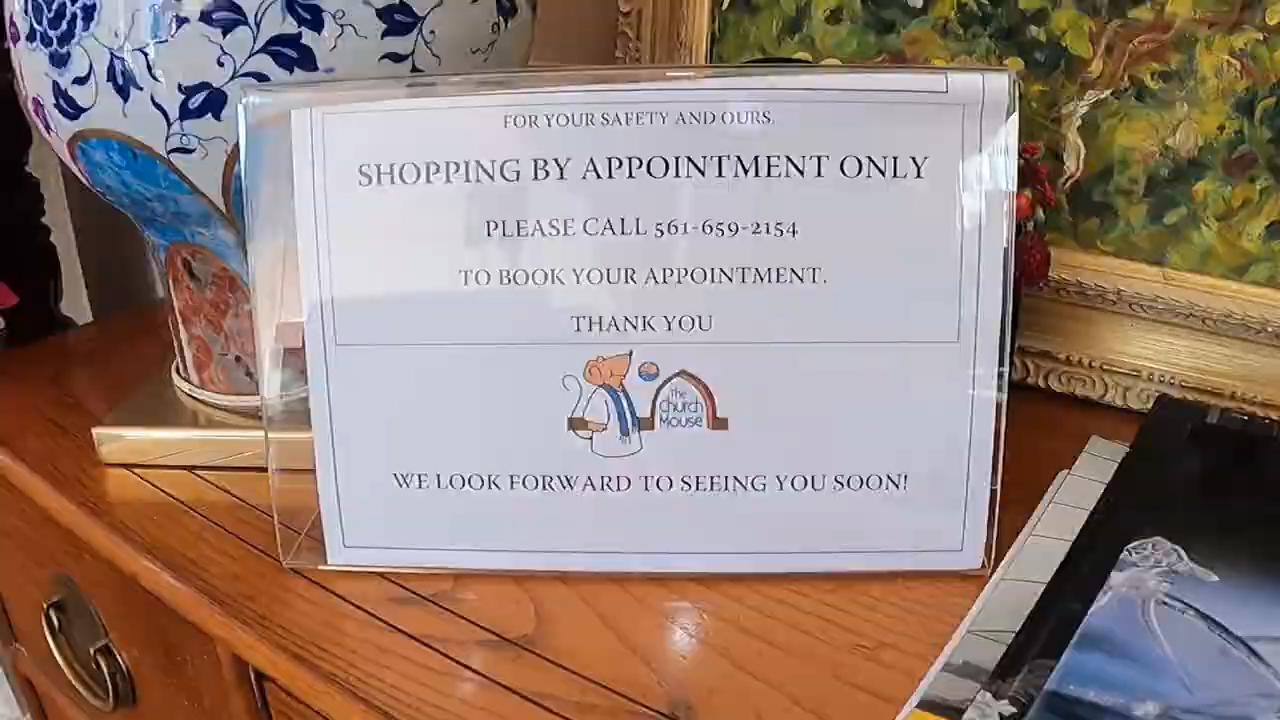 FOR YOUR SAFETY AND OURS,
SHOPPING BY APPOINTMENT ONLY
PLEASE CALL 561-659-2154
TO BOOK YOUR APPOINTMENT.
THANK YOU
The
Church
Mouse
WE LOOK FORWARD TO SEEING YOU SOON!